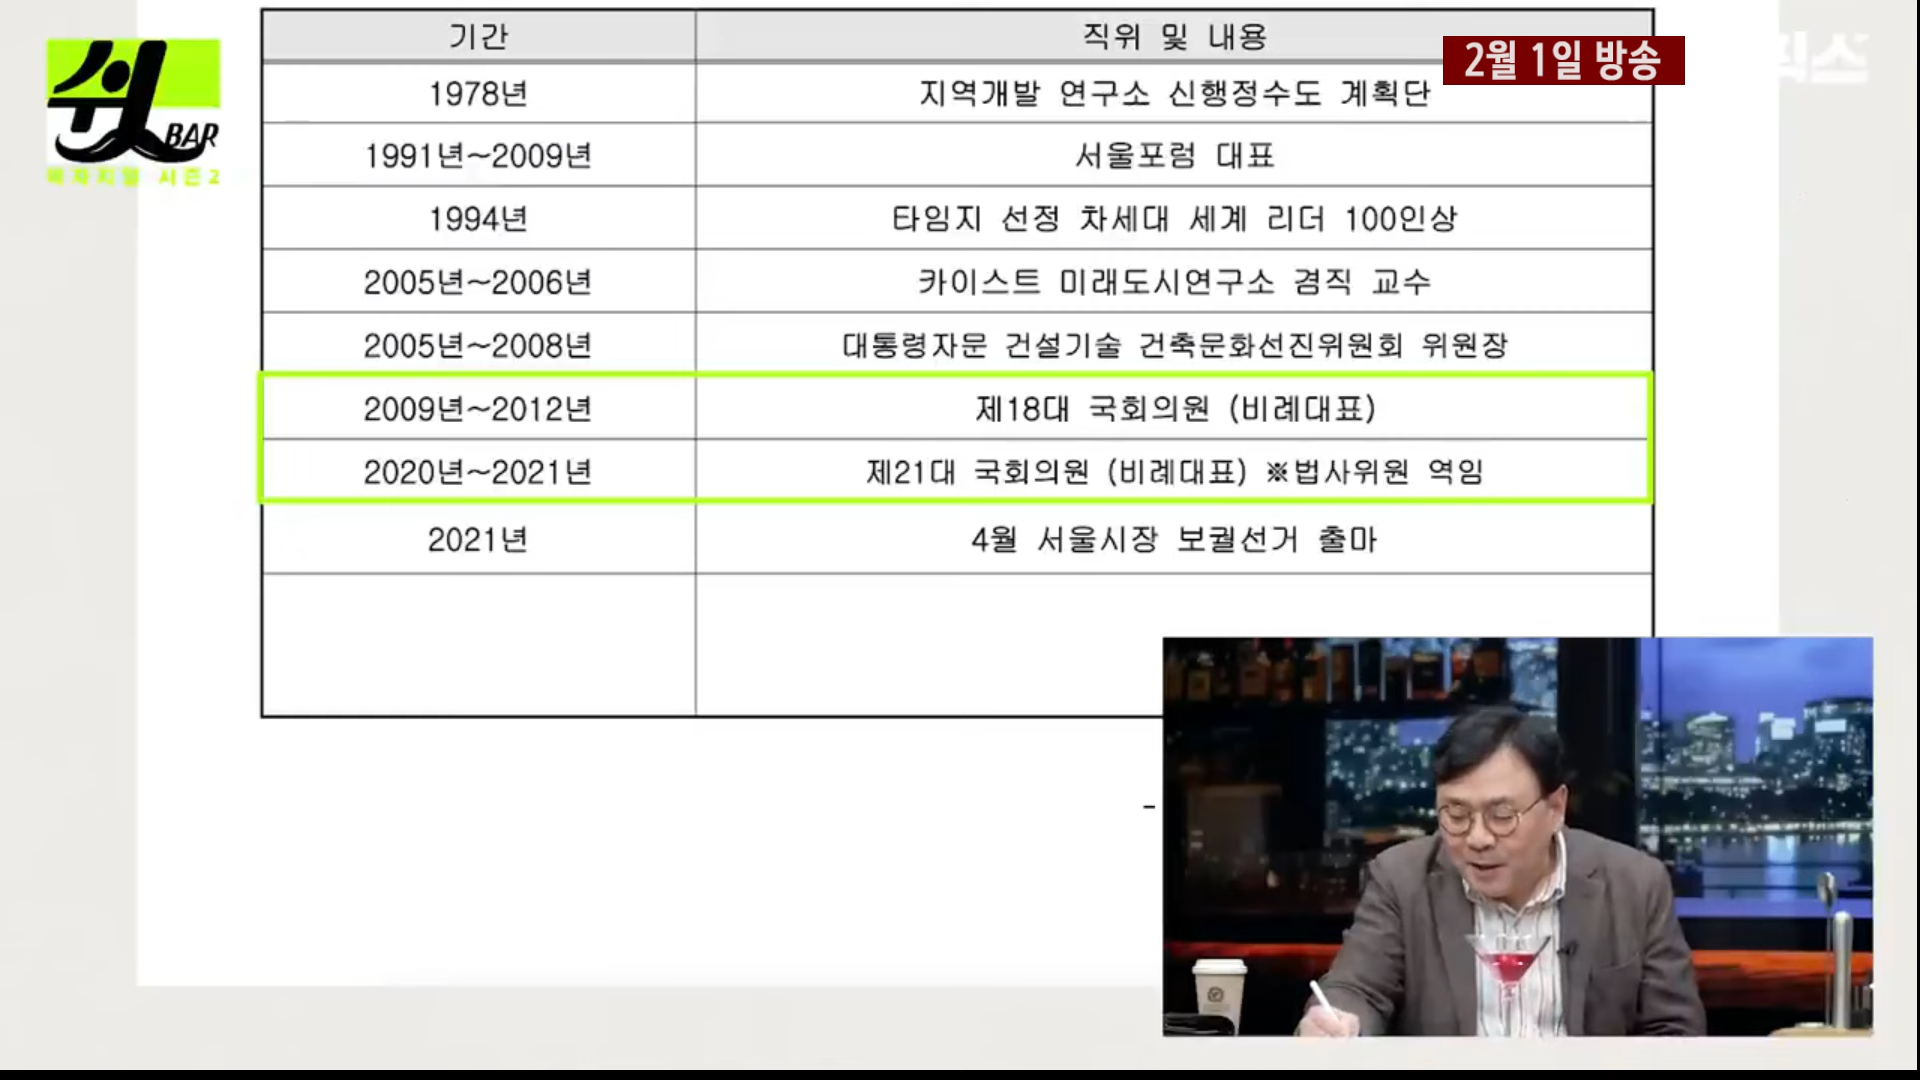 쉿
BAR
시즌2
2월 1일 방송
피스
기간 직위 및 내용
1978년 지역개발 연구소 신행정수도 계획단
1991년~2009년 서울포럼 대표
1994년 타임지 선정 차세대 세계 리더 100인상
2005년~2006년 카이스트 미래도시연구소 겸직 교수
2005년~2008년 대통령자문 건설기술 건축문화선진위원회 위원장
2009년~2012년 제18대 국회의원 (비례대표)
2020년~2021년 제21대 국회의원 (비례대표) ※법사위원 역임
2021년 4월 서울시장 보궐선거 출마
-